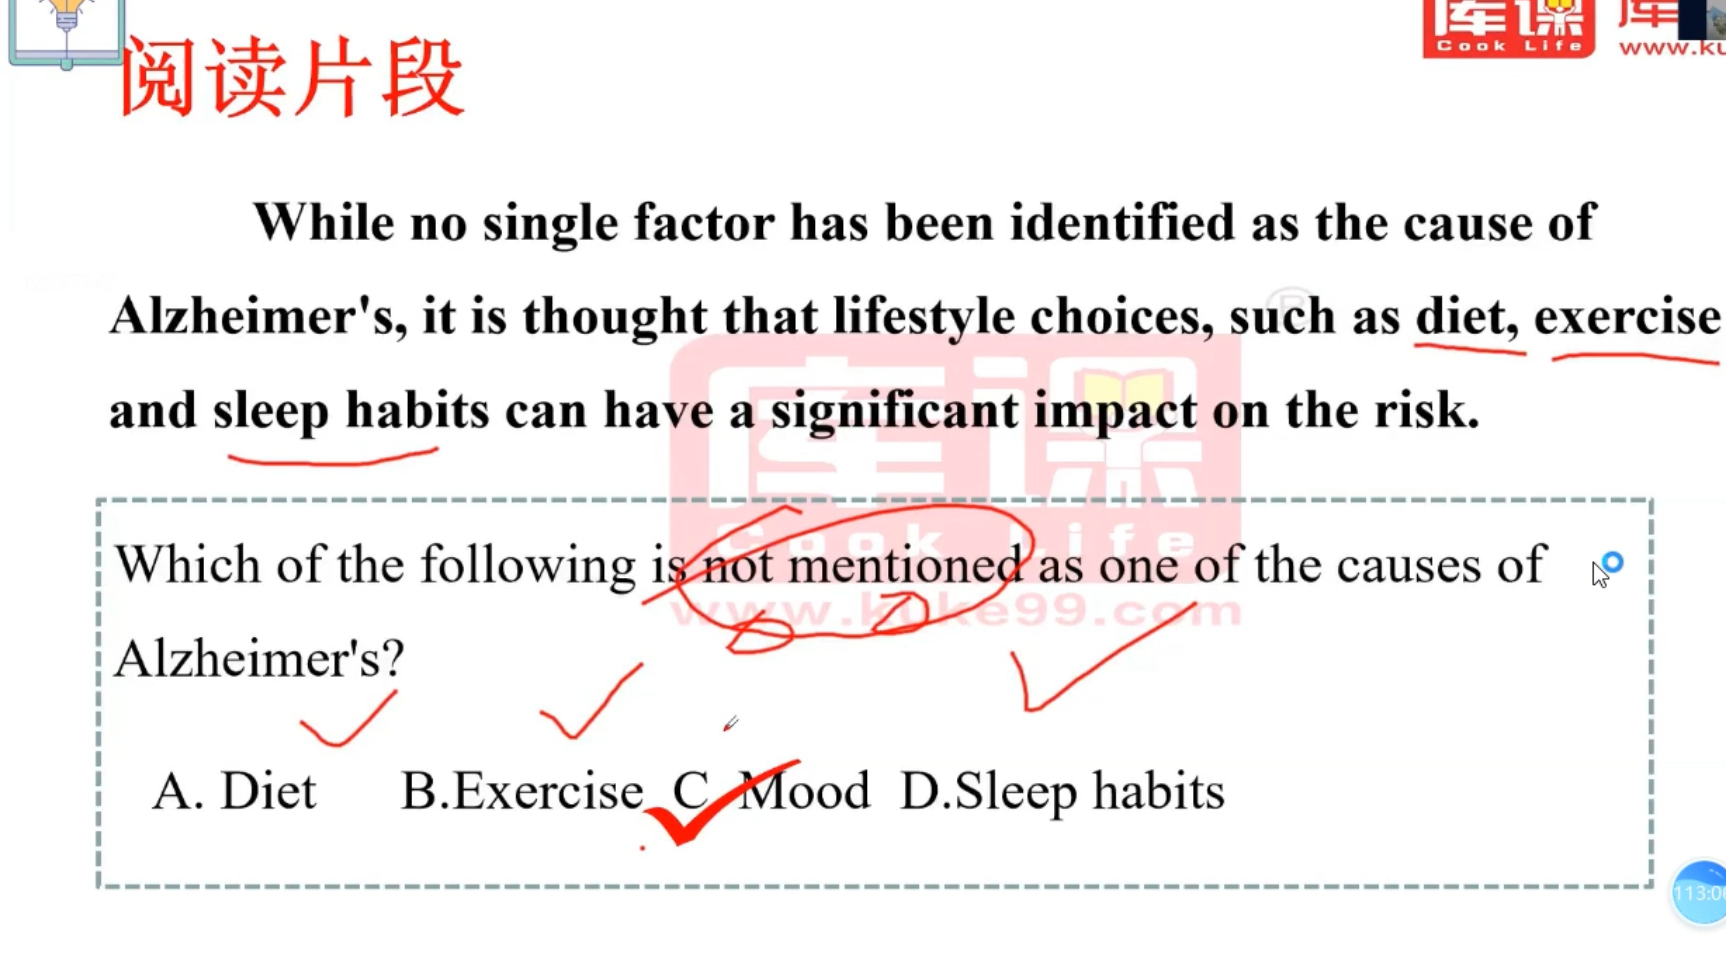 库课
Cook Life
www.ku
阅读片段
While no single factor has been identified as the cause of
Alzheimer's, it is thought that lifestyle choices, such as diet, exercise
and sleep habits can have a significant impact on the risk.
库课
®
Cook Life
www.kuke99.com
Which of the following is not mentioned as one of the causes of
Alzheimer's?
A. Diet B.Exercise C Mood D.Sleep habits